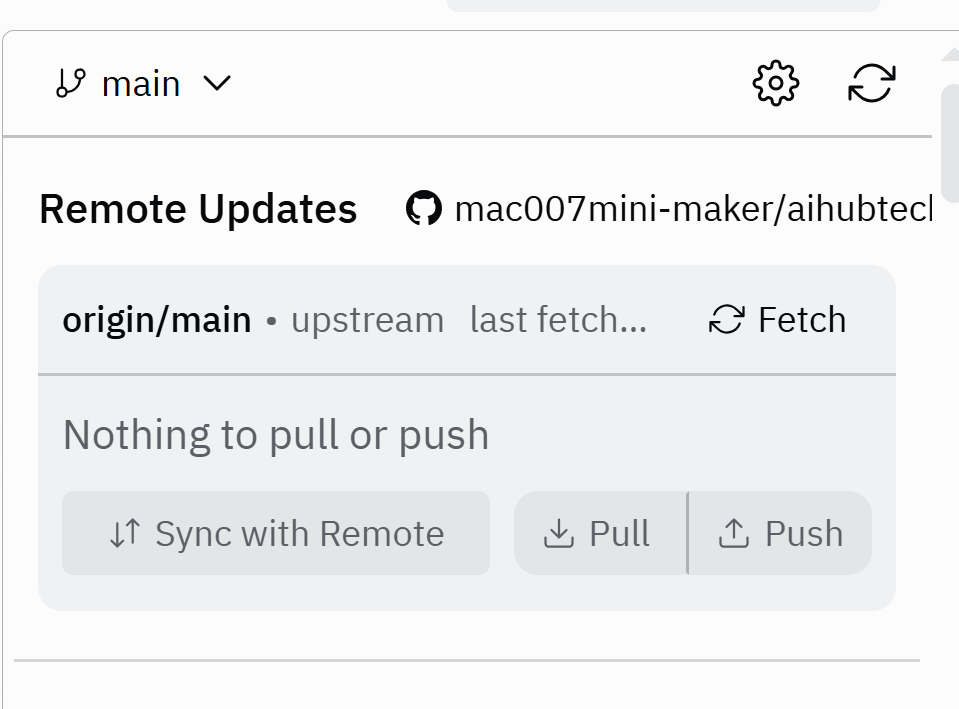 main
Remote Updates mac007mini-maker/aihubtecl
origin/main • upstream last fetch...
Fetch
Nothing to pull or push
Sync with Remote
Pull
Push